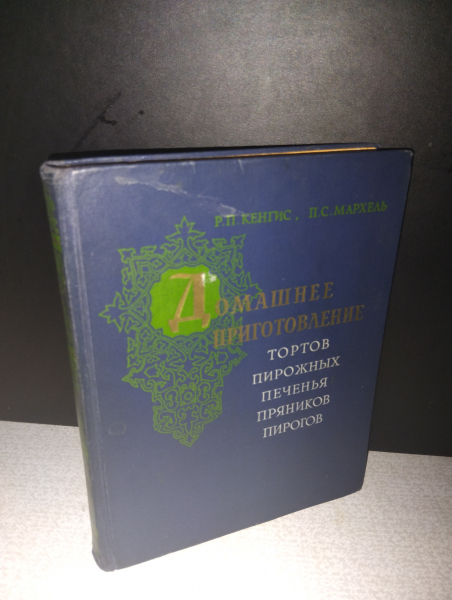 Р.П. КЕНГИС, П.С. МАРХЕЛЬ
ДОМАШНЕЕ
ПРИГОТОВЛЕНИЕ
ТОРТОВ
ПИРОЖНЫХ
ПЕЧЕНЬЯ
ПРЯНИКОВ
ПИРОГОВ